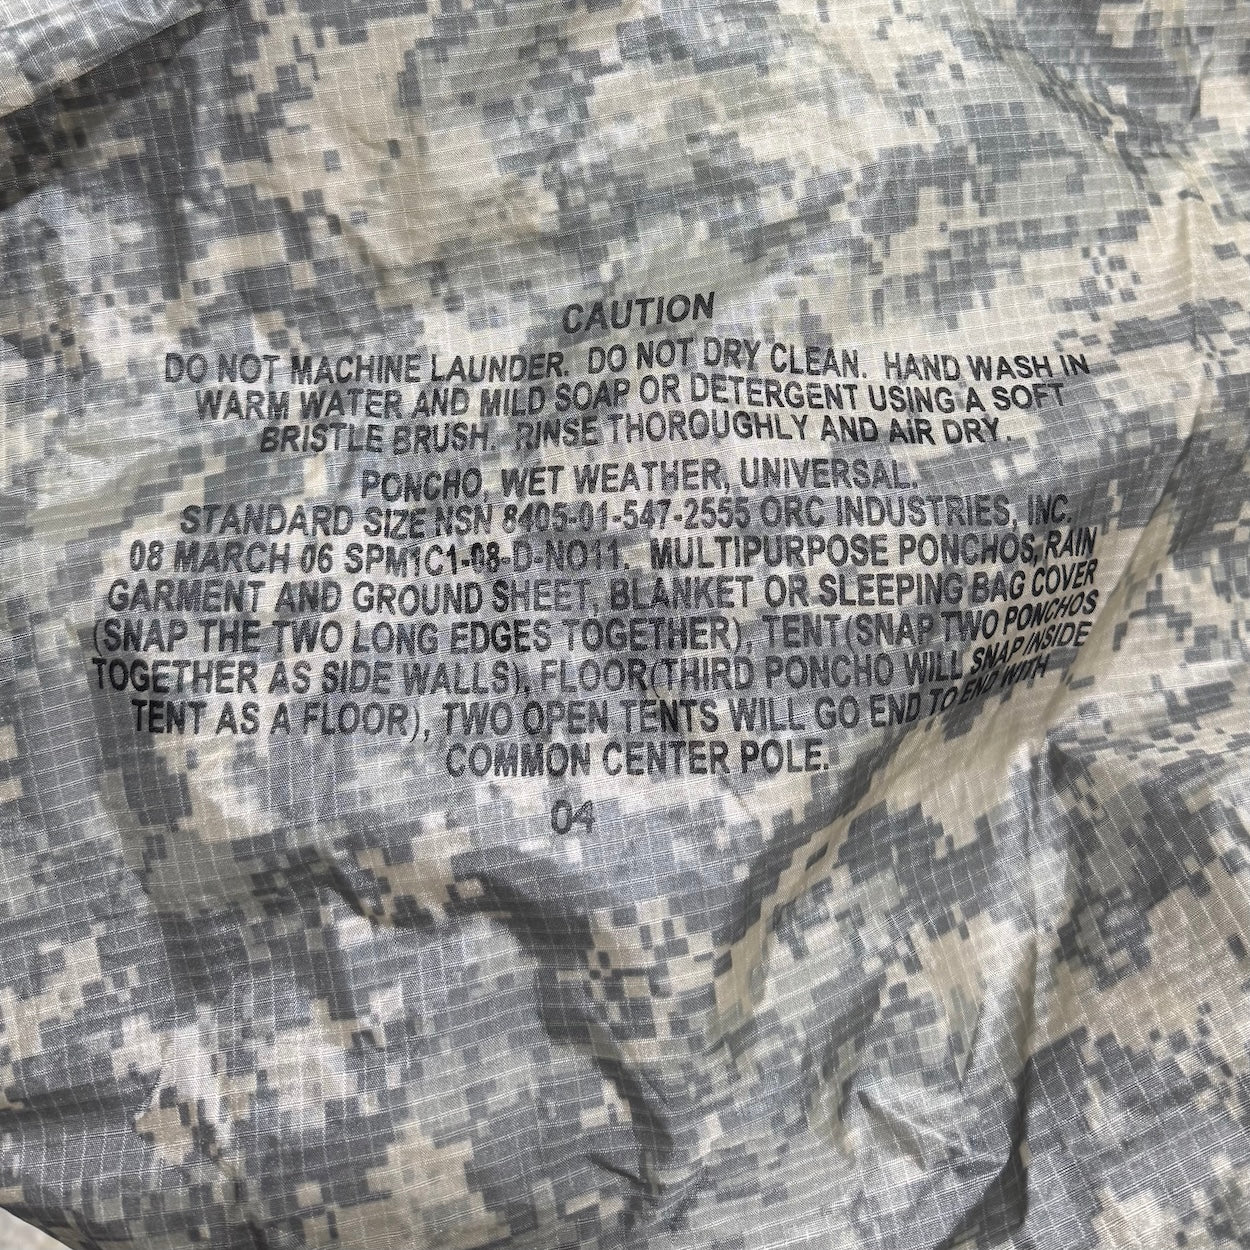 CAUTION
DO NOT MACHINE LAUNDER. DO NOT DRY CLEAN. HAND WASH IN
WARM WATER AND MILD SOAP OR DETERGENT USING A SOFT
BRISTLE BRUSH. RINSE THOROUGHLY AND AIR DRY.
PONCHO, WET WEATHER, UNIVERSAL.
STANDARD SIZE NSN 8405-01-547-2555 ORC INDUSTRIES, INC.
08 MARCH 06 SPM1C1-08-D-NO11. MULTIPURPOSE PONCHOS, RAIN
GARMENT AND GROUND SHEET, BLANKET OR SLEEPING BAG COVER
(SNAP THE TWO LONG EDGES TOGETHER), TENT(SNAP TWO PONCHOS
TOGETHER AS SIDE WALLS), FLOOR(THIRD PONCHO WILL SNAP INSIDE
TENT AS A FLOOR), TWO OPEN TENTS WILL GO END TO END WITH
COMMON CENTER POLE.
04